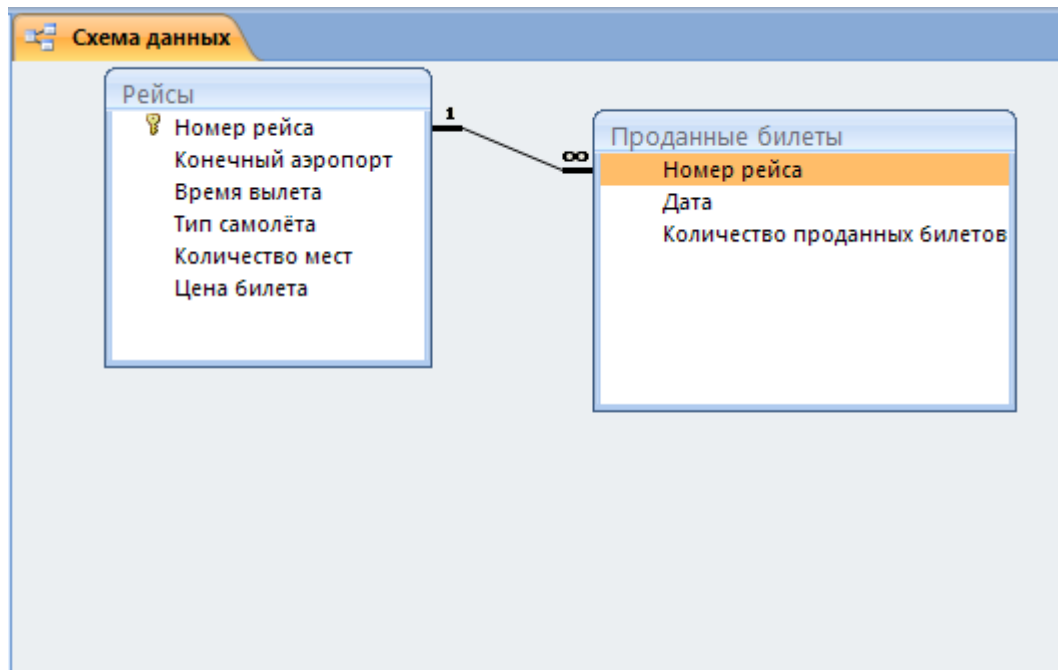 Схема данных
Рейсы
Номер рейса
Конечный аэропорт
Время вылета
Тип самолёта
Количество мест
Цена билета
1
∞
Проданные билеты
Номер рейса
Дата
Количество проданных билетов